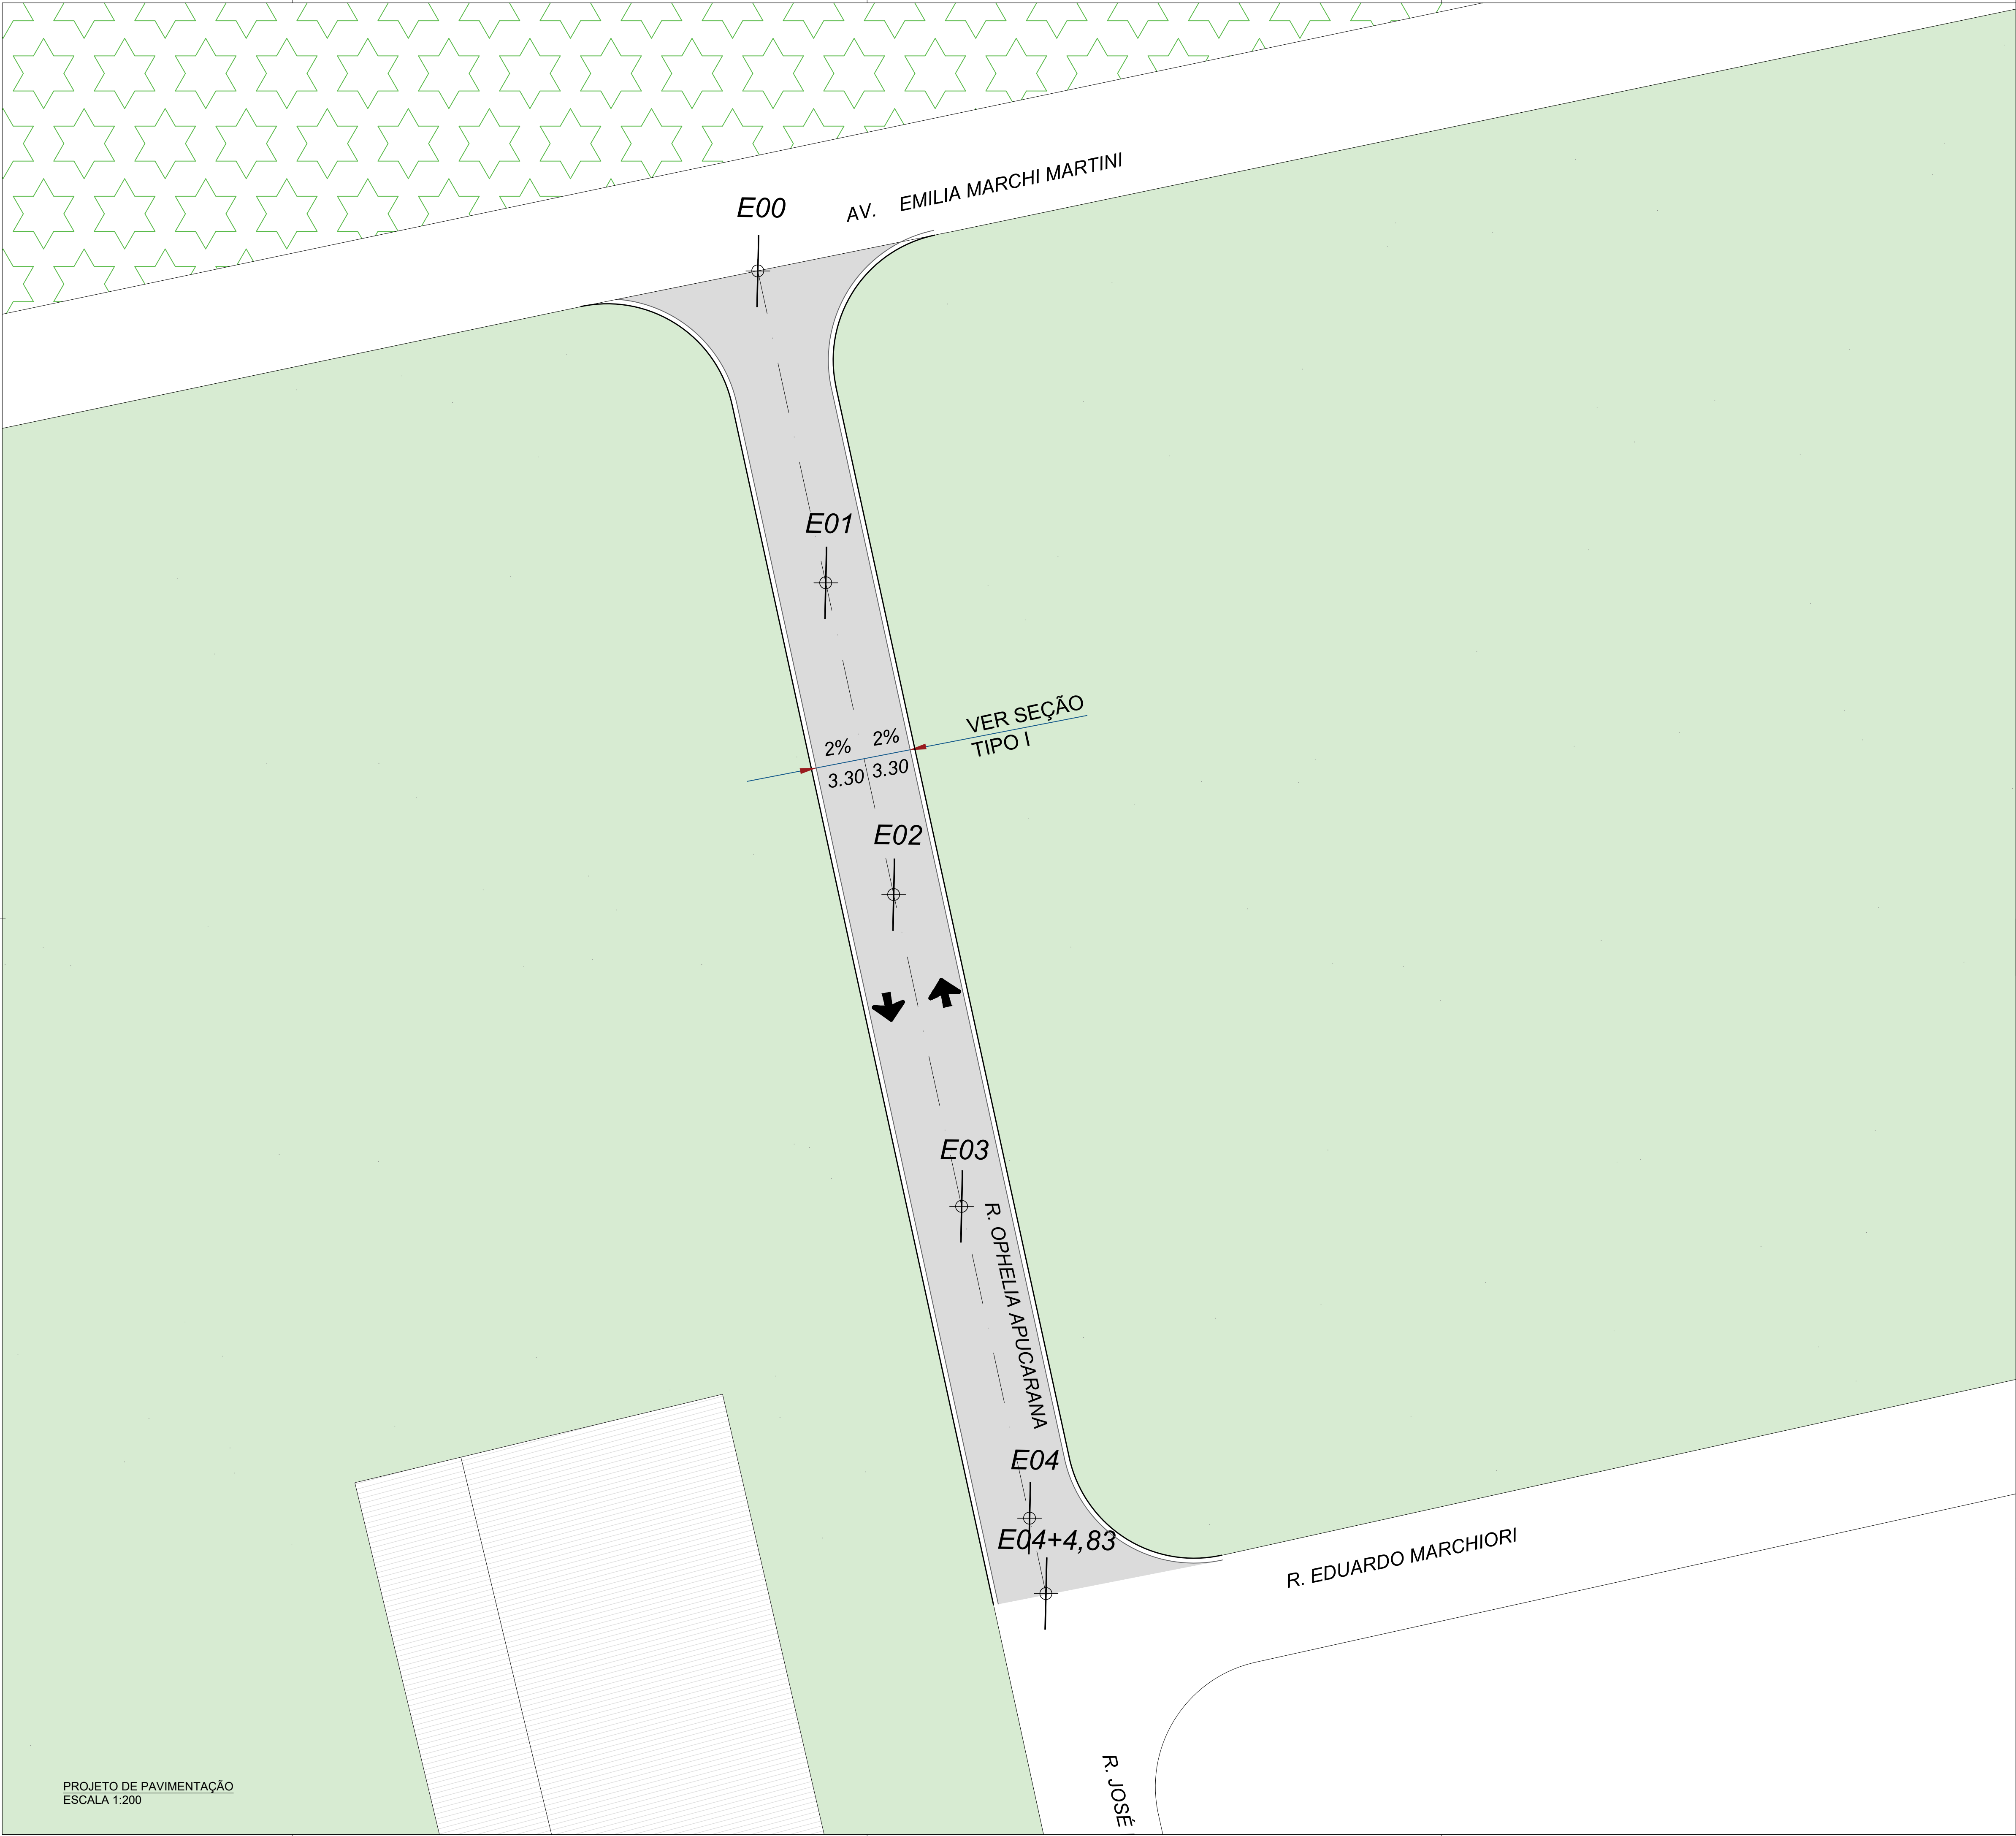 E00
AV. EMILIA MARCHI MARTINI
E01
VER SEÇÃO
TIPO I
2% 2%
3.30 3.30
E02
E03
R. OPHELIA APUCARANA
E04
E04+4,83
R. EDUARDO MARCHIORI
R. JOSÉ
PROJETO DE PAVIMENTAÇÃO
ESCALA 1:200